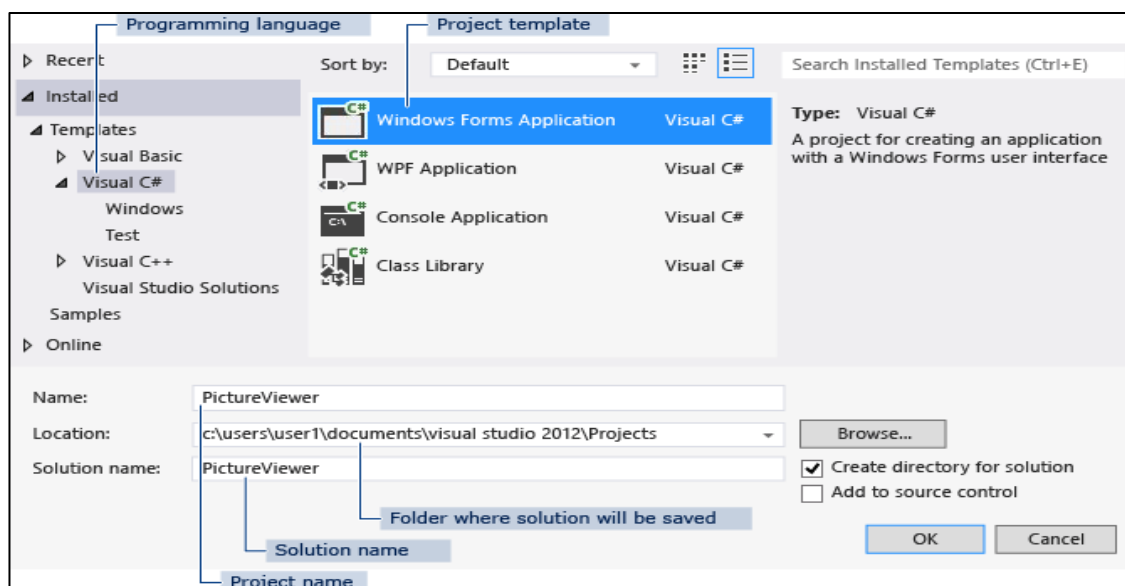 Programming language
Project template
Recent
Sort by: Default
Search Installed Templates (Ctrl+E)
Installed
Templates
Visual Basic
Visual C#
Windows
Test
Visual C++
Visual Studio Solutions
Samples
Online
C#
Windows Forms Application Visual C#
C#
WPF Application Visual C#
C#
C:\
Console Application Visual C#
C#
Class Library Visual C#
Type: Visual C#
A project for creating an application
with a Windows Forms user interface
Name: PictureViewer
Location: c:\users\user1\documents\visual studio 2012\Projects Browse...
Solution name: PictureViewer
Create directory for solution
Add to source control
Folder where solution will be saved
OK Cancel
Solution name
Project name